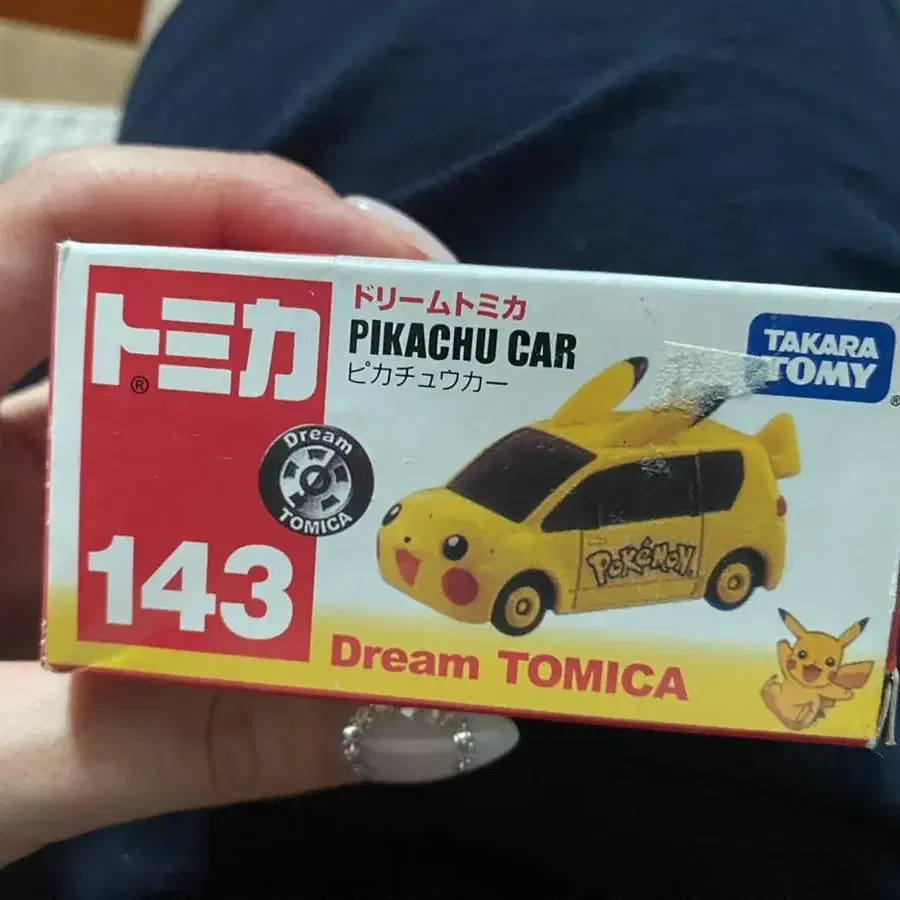 トミカ®
ドリームトミカ
PIKACHU CAR
ピカチュウカー
TAKARA
TOMY®
Dream
TOMICA
POKéMON
143
Dream TOMICA